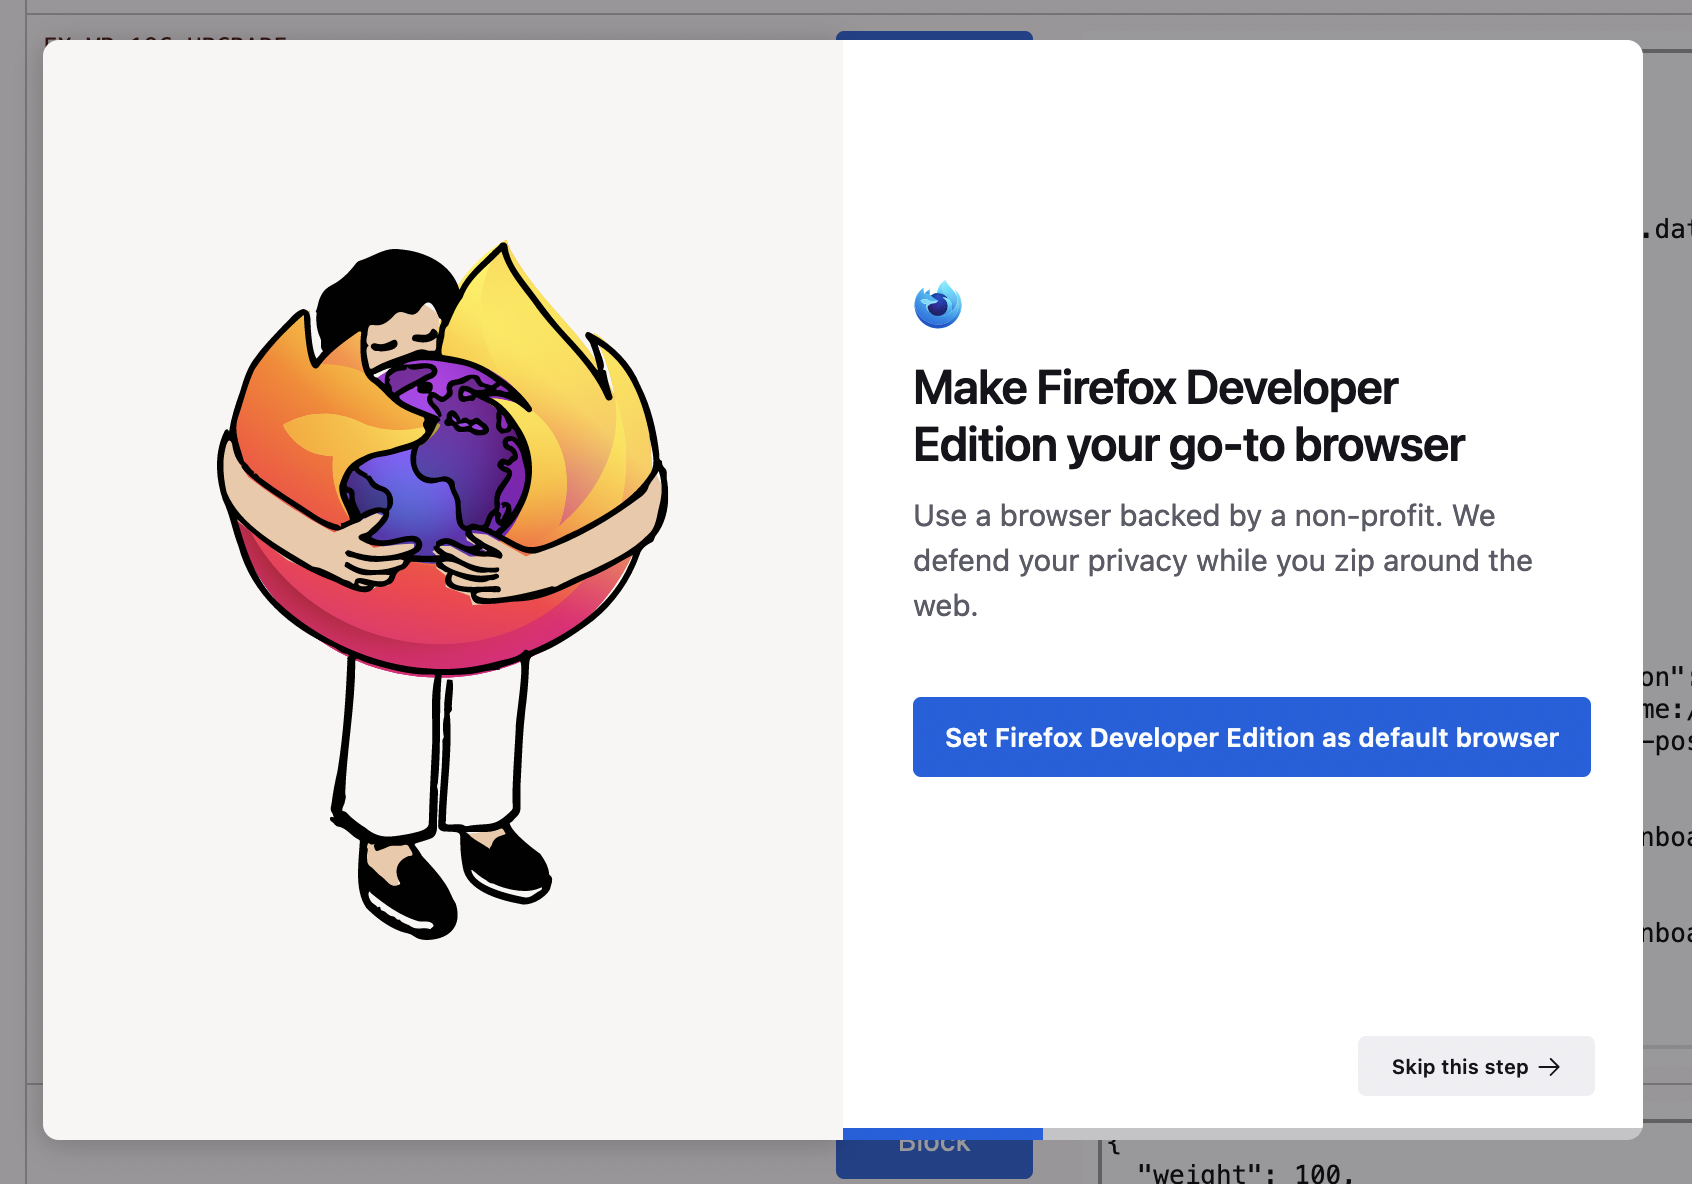 .dat
Make Firefox Developer
Edition your go-to browser
Use a browser backed by a non-profit. We
defend your privacy while you zip around the
web.
on":
me:/
-pos
Set Firefox Developer Edition as default browser
nboa
nboa
Skip this step →
Block
{
"weight": 100,